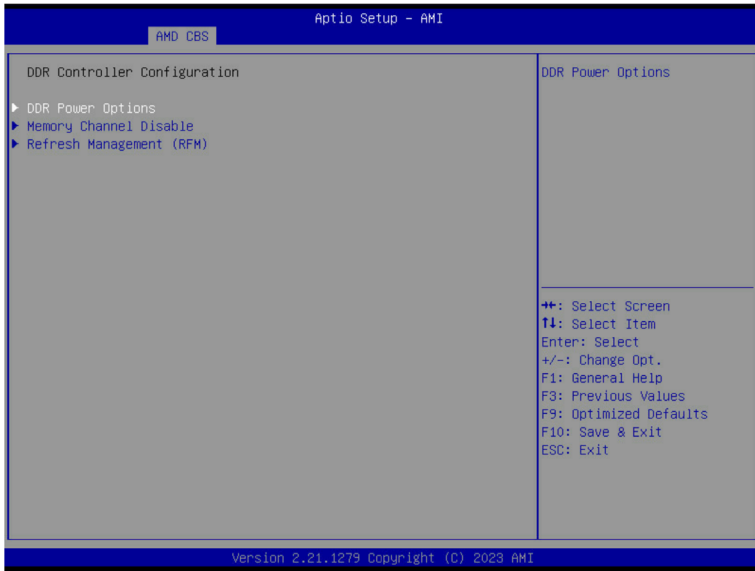 Aptio Setup – AMI
AMD CBS
DDR Controller Configuration
▶ DDR Power Options
▶ Memory Channel Disable
▶ Refresh Management (RFM)
DDR Power Options
→←: Select Screen
↑↓: Select Item
Enter: Select
+/-: Change Opt.
F1: General Help
F3: Previous Values
F9: Optimized Defaults
F10: Save & Exit
ESC: Exit
Version 2.21.1279 Copyright (C) 2023 AMI